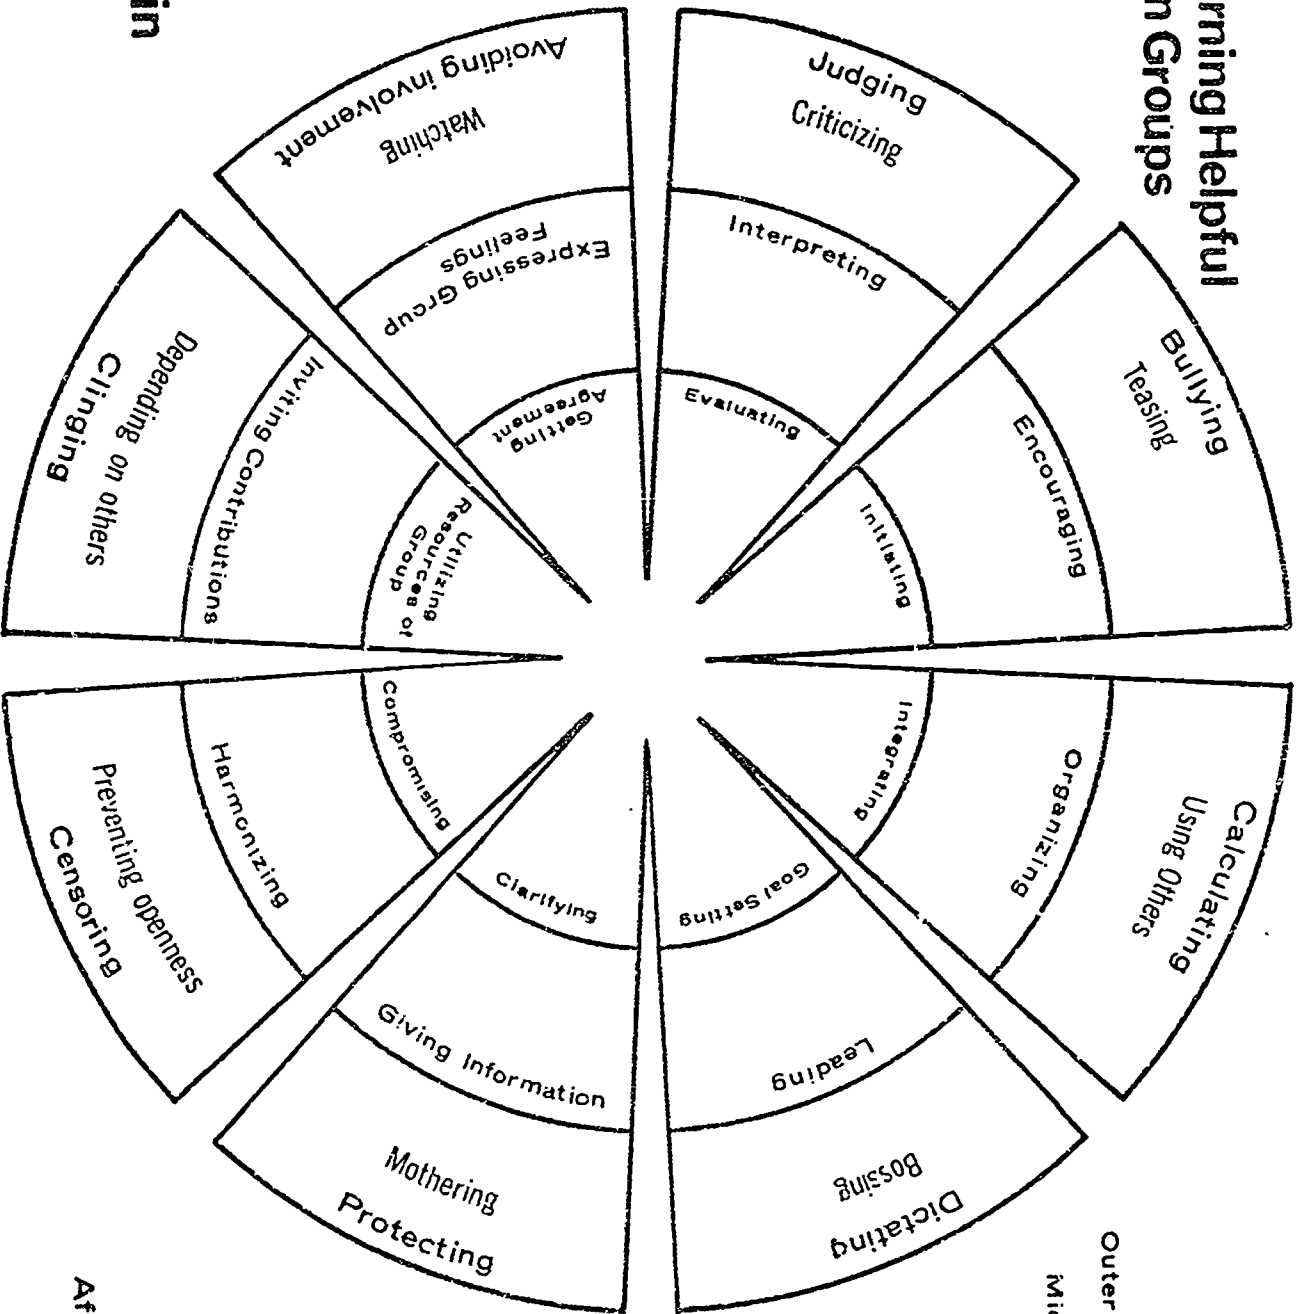 rning Helpful
n Groups
in
Judging
Criticizing
Interpreting
Evaluating
Bullying
Teasing
Encouraging
Initiating
Calculating
Using Others
Organizing
Integrating
Dictating
Bossing
Leading
Goal Setting
Protecting
Mothering
Giving Information
Clarifying
Censoring
Preventing openness
Harmonizing
Compromising
Clinging
Depending on others
Inviting Contributions
Utilizing
Resources of
Group
Avoiding involvement
Watching
Expressing Group
Feelings
Getting
Agreement
Outer
Mi
Af